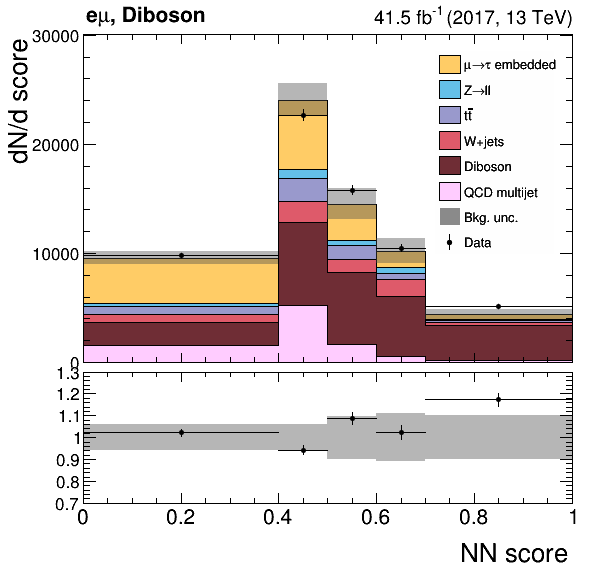 eμ, Diboson
41.5 fb⁻¹ (2017, 13 TeV)
dN/d score
30000
20000
10000
0
μ→τ embedded
Z→ll
tt̅
W+jets
Diboson
QCD multijet
Bkg. unc.
Data
1.3
1.2
1.1
1
0.9
0.8
0.7
0 0.2 0.4 0.6 0.8 1
NN score